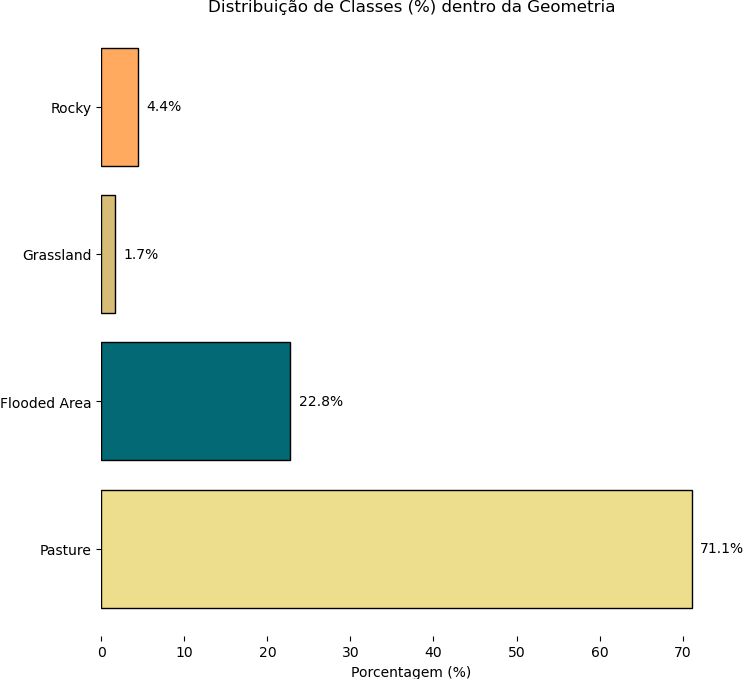 Distribuição de Classes (%) dentro da Geometria
Rocky
4.4%
Grassland
1.7%
Flooded Area
22.8%
Pasture
71.1%
0 10 20 30 40 50 60 70
Porcentagem (%)